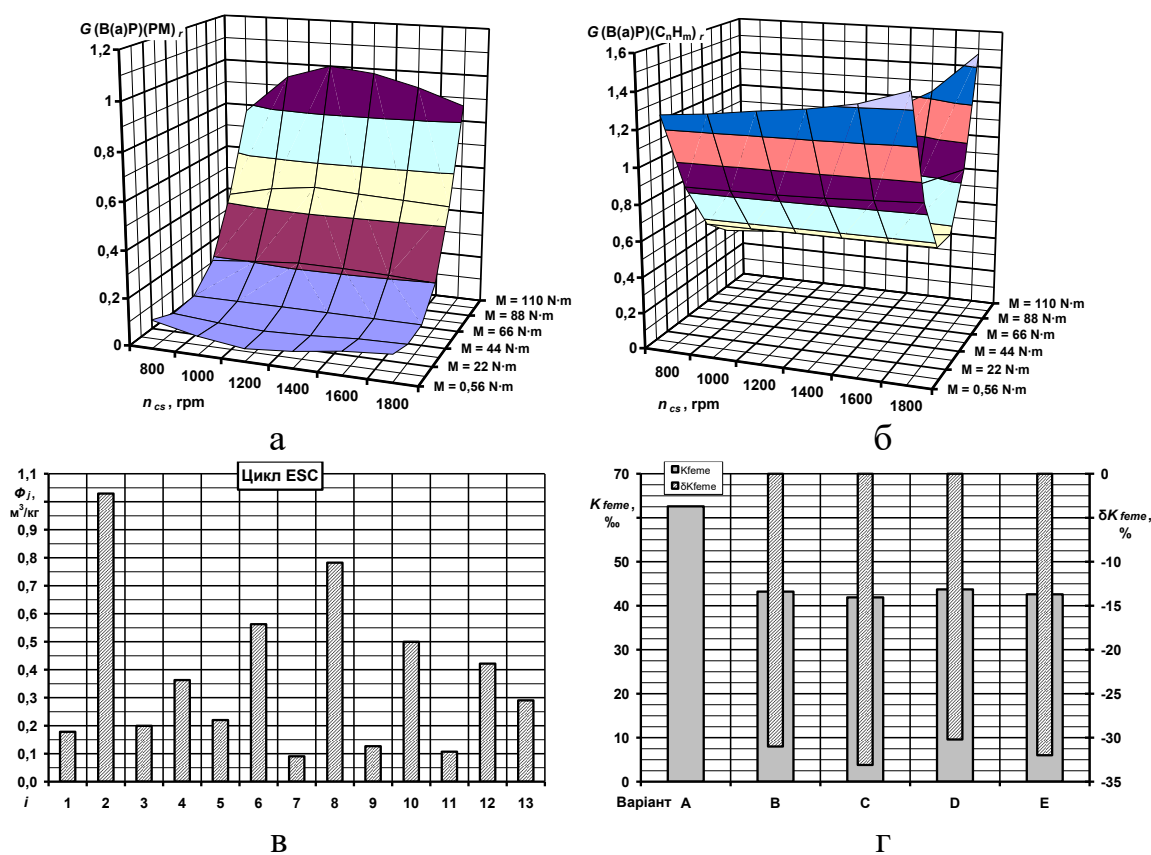 G (B(a)P)(PM) r
1,2
1
0,8
0,6
0,4
0,2
0
800
1000
1200
1400
1600
1800
n cs , rpm
M = 110 N·m
M = 88 N·m
M = 66 N·m
M = 44 N·m
M = 22 N·m
M = 0,56 N·m
а
G (B(a)P)(CnHm) r
1,6
1,4
1,2
1
0,8
0,6
0,4
0,2
0
800
1000
1200
1400
1600
1800
n cs , rpm
M = 110 N·m
M = 88 N·m
M = 66 N·m
M = 44 N·m
M = 22 N·m
M = 0,56 N·m
б
Цикл ESC
Ф j,
м³/кг
1,1
0,9
0,8
0,7
0,6
0,5
0,4
0,3
0,2
0,1
0,0
i 1 2 3 4 5 6 7 8 9 10 11 12 13
в
Kfeme
δKfeme
K feme,
‰
70
50
40
30
20
10
0
δK feme,
%
0
-10
-15
-20
-25
-30
-35
Варіант A B C D E
г